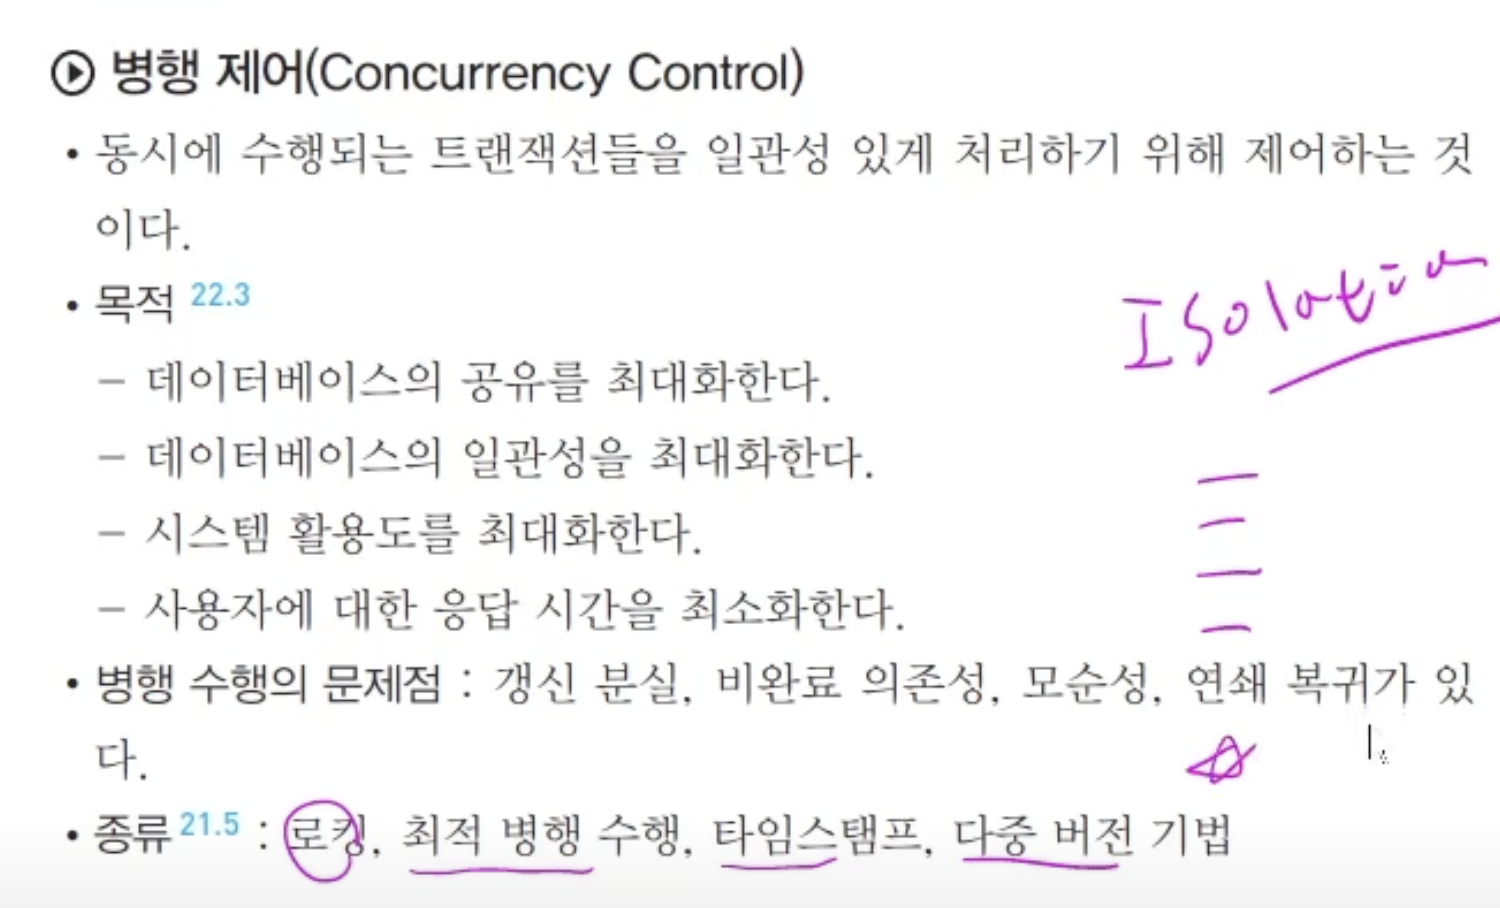 병행 제어(Concurrency Control)
• 동시에 수행되는 트랜잭션들을 일관성 있게 처리하기 위해 제어하는 것
이다.
• 목적 22.3
Isolation
– 데이터베이스의 공유를 최대화한다.
– 데이터베이스의 일관성을 최대화한다.
– 시스템 활용도를 최대화한다.
– 사용자에 대한 응답 시간을 최소화한다.
• 병행 수행의 문제점 : 갱신 분실, 비완료 의존성, 모순성, 연쇄 복귀가 있
다.
• 종류 21.5 : 로킹, 최적 병행 수행, 타임스탬프, 다중 버전 기법